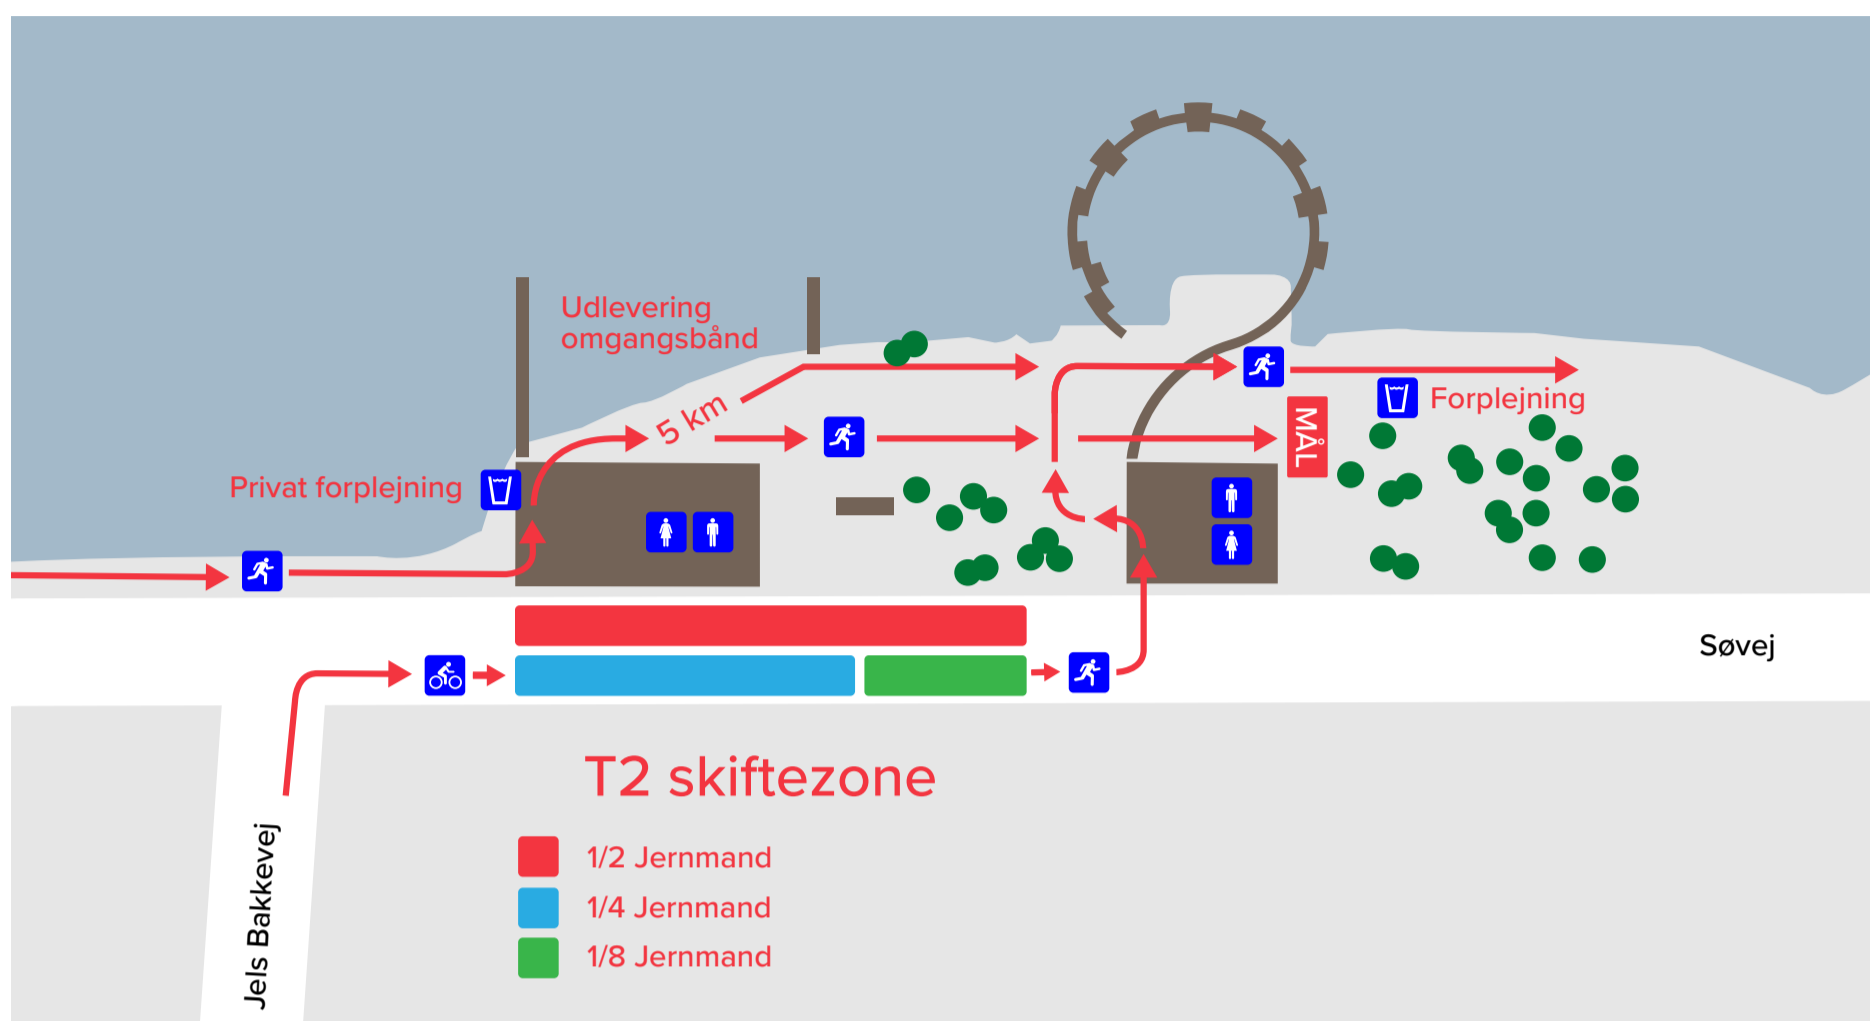 Udlevering
omgangsbånd
5 km
Privat forplejning
Forplejning
MÅL
Søvej
T2 skiftezone
1/2 Jernmand
1/4 Jernmand
1/8 Jernmand
Jels Bakkevej